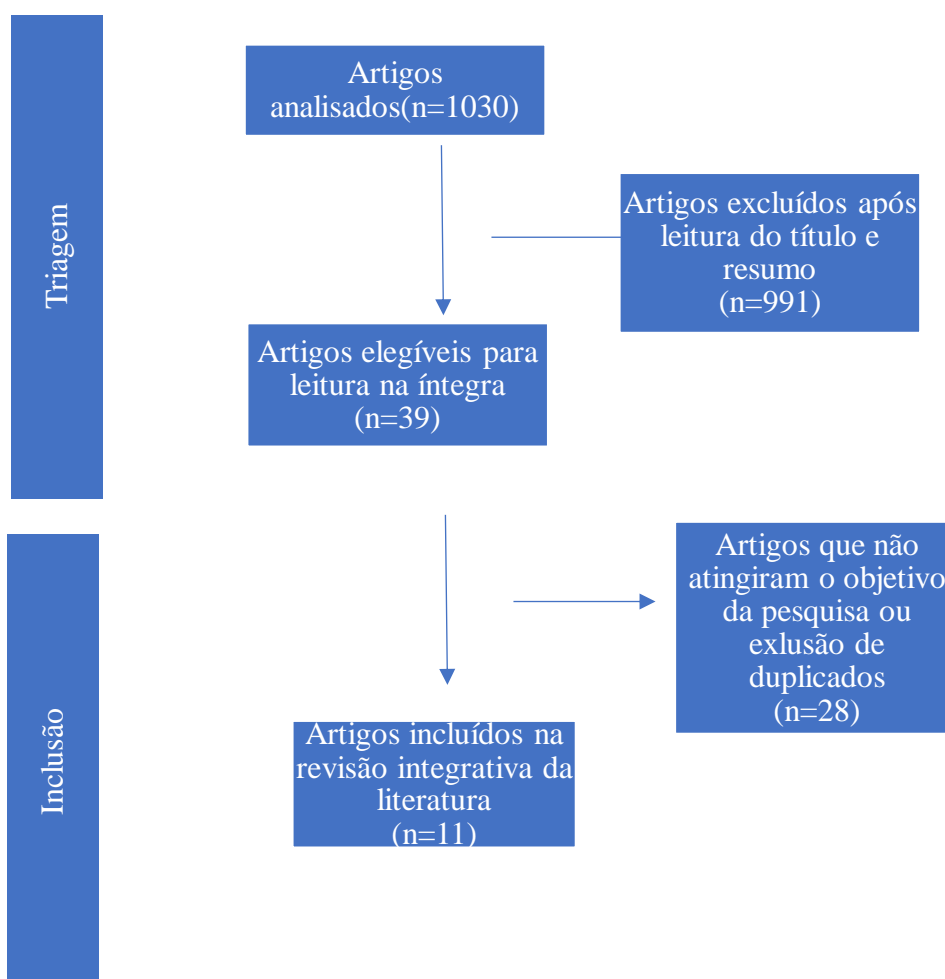 Triagem
Artigos
analisados(n=1030)
Artigos excluídos após
leitura do título e
resumo
(n=991)
Artigos elegíveis para
leitura na íntegra
(n=39)
Inclusão
Artigos que não
atingiram o objetivo
da pesquisa ou
exlusão de
duplicados
(n=28)
Artigos incluídos na
revisão integrativa da
literatura
(n=11)